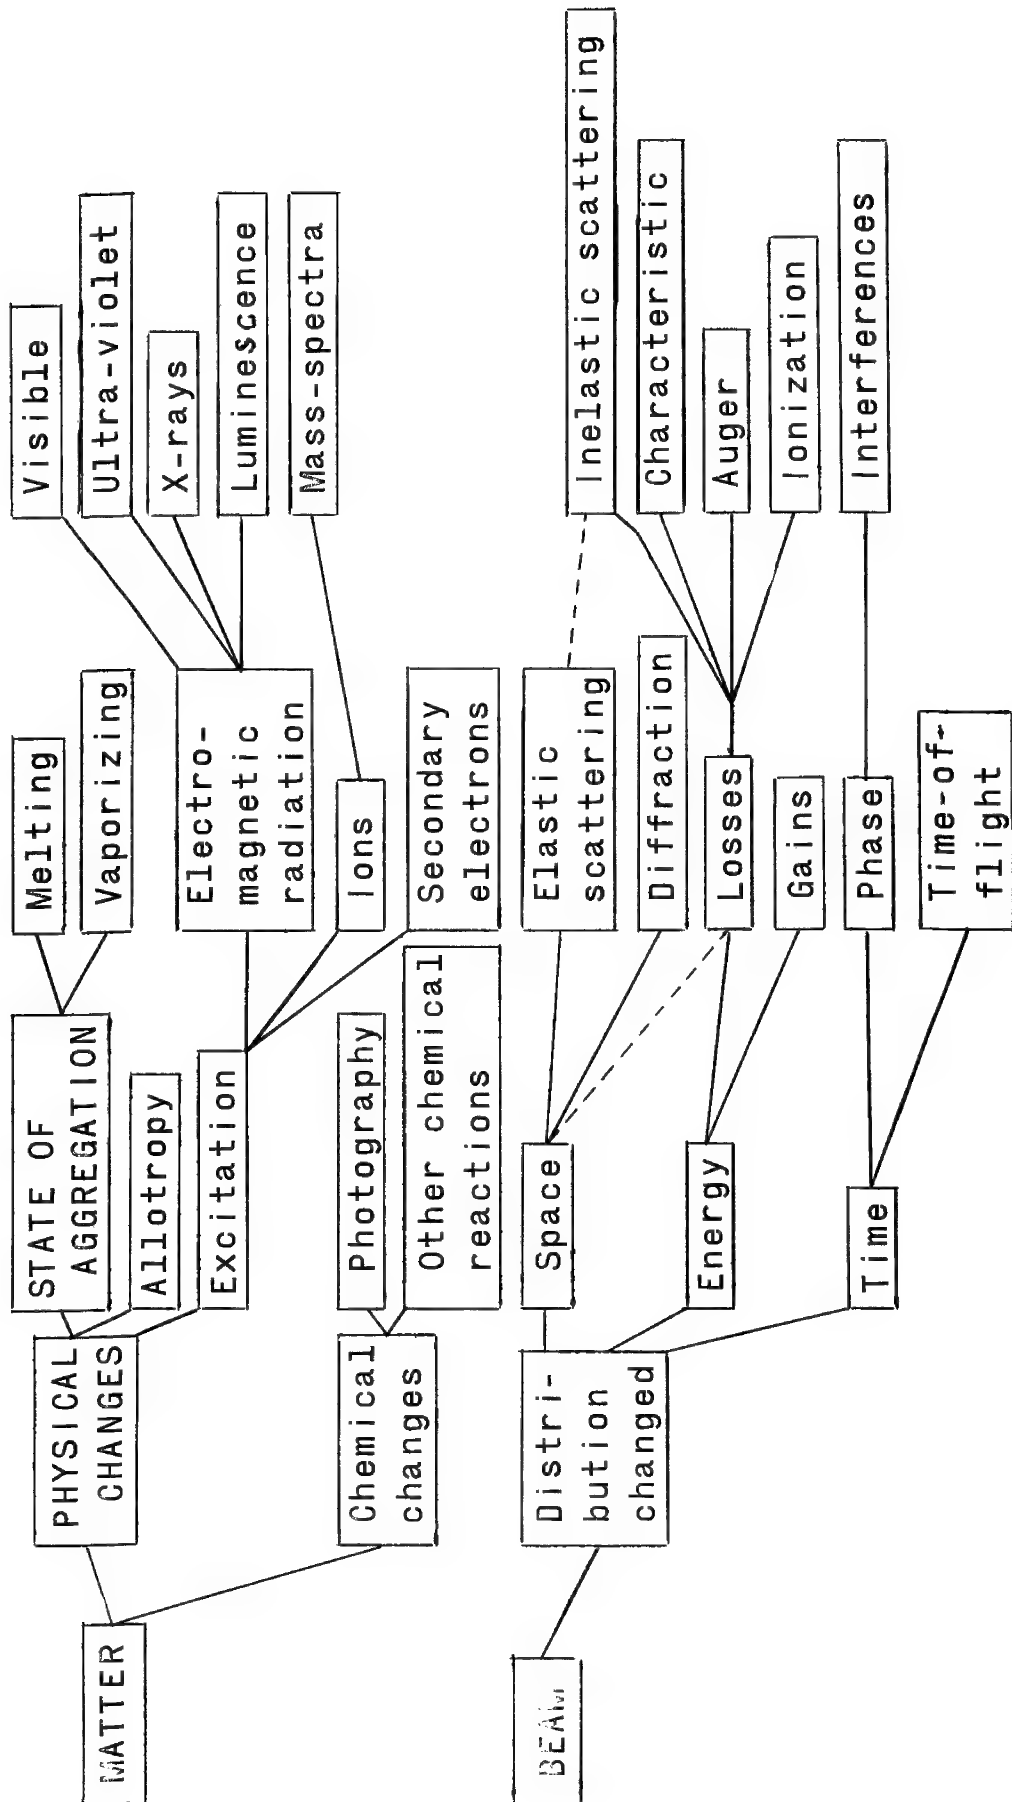 MATTER
PHYSICAL
CHANGES
STATE OF
AGGREGATION
Melting
Vaporizing
Allotropy
Excitation
Electro-
magnetic
radiation
Visible
Ultra-violet
X-rays
Luminescence
Ions
Mass-spectra
Secondary
electrons
Chemical
changes
Photography
Other chemical
reactions
BEAM
Distri-
bution
changed
Space
Elastic
scattering
Inelastic scattering
Diffraction
Energy
Losses
Characteristic
Auger
Ionization
Gains
Time
Phase
Interferences
Time-of-
flight